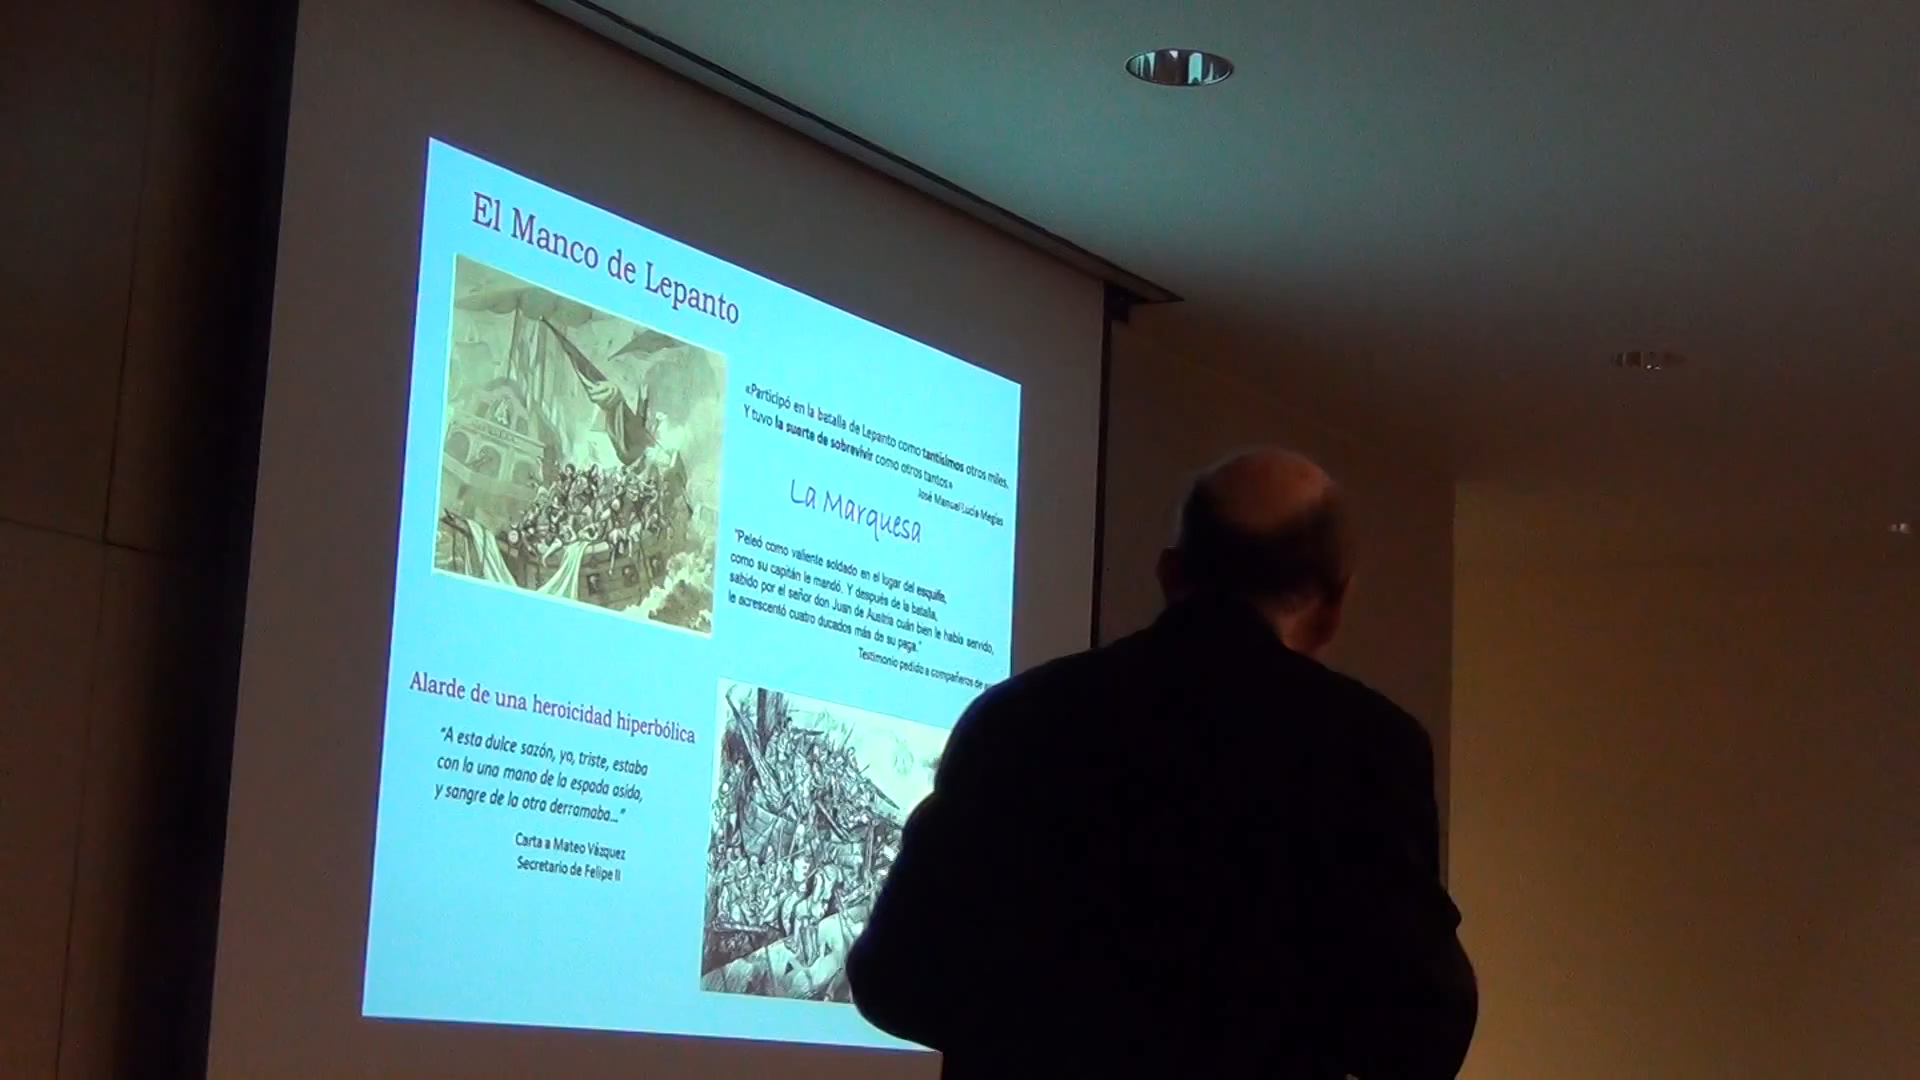 El Manco de Lepanto
«Participó en la batalla de Lepanto como tantísimos otros miles.
Y tuvo la suerte de sobrevivir como otros tantos»
José Manuel Lucía Megías
La Marquesa
"Peleó como valiente soldado en el lugar del esquife,
como su capitán le mandó. Y después de la batalla,
sabido por el señor don Juan de Austria cuán bien le había servido,
le acrescentó cuatro ducados más de su paga."
Testimonio pedido a compañeros de
Alarde de una heroicidad hiperbólica
"A esta dulce sazón, yo, triste, estaba
con la una mano de la espada asida,
y sangre de la otra derramaba..."
Carta a Mateo Vázquez
Secretario de Felipe II